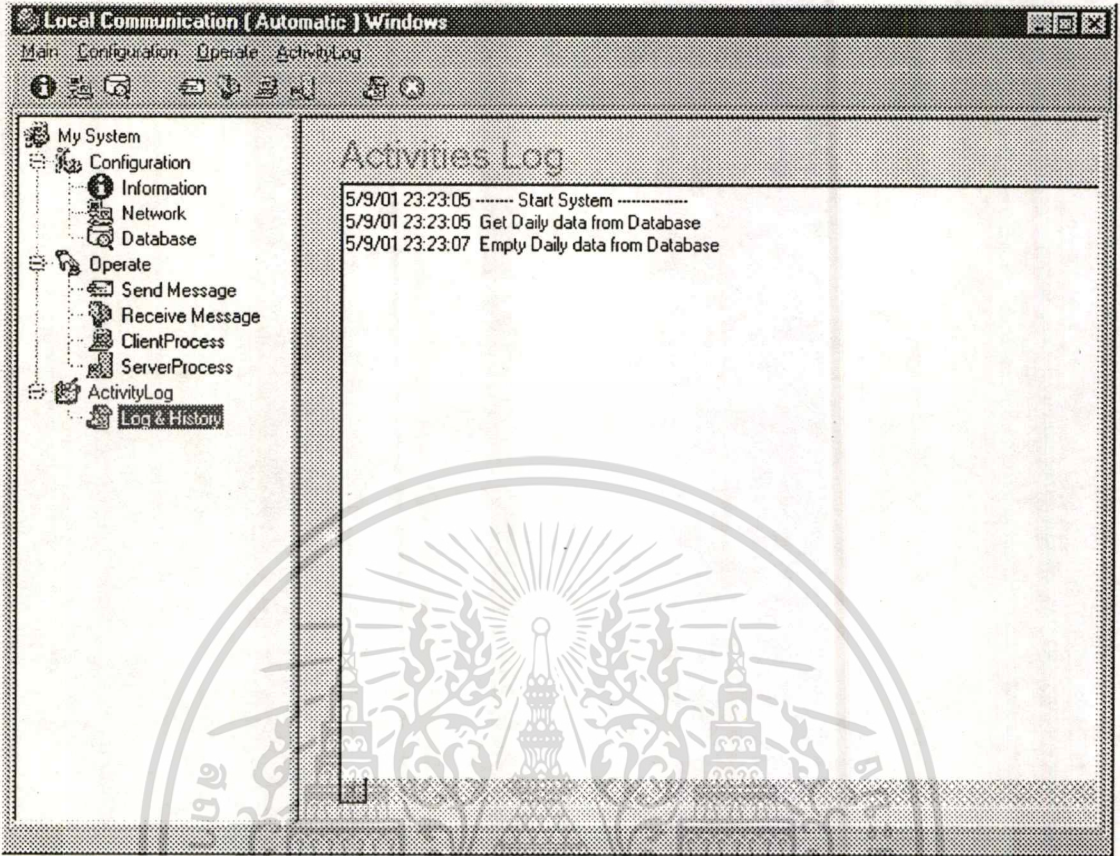 Local Communication ( Automatic ) Windows
Main Configuration Operate ActivityLog
My System
Configuration
Information
Network
Database
Operate
Send Message
Receive Message
ClientProcess
ServerProcess
ActivityLog
Log & History
Activities Log
5/9/01 23:23:05 ------- Start System --------------
5/9/01 23:23:05 Get Daily data from Database
5/9/01 23:23:07 Empty Daily data from Database